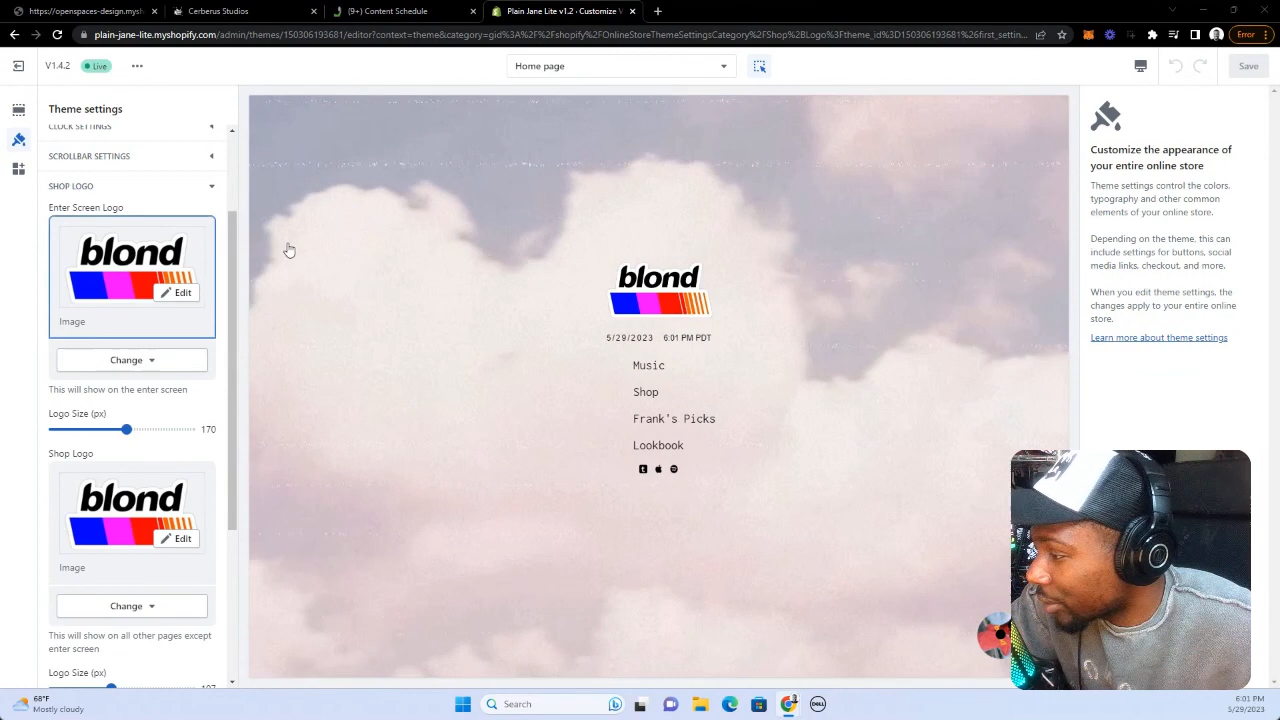 https://openspaces-design.mysh
Cerberus Studios
(9+) Content Schedule
Plain Jane Lite v1.2 - Customize V
plain-jane-lite.myshopify.com/admin/themes/150306193681/editor?context=theme&category=gid%3A%2F%2Fshopify%2FOnlineStoreThemeSettingsCategory%2FShop%2BLogo%3Ftheme_id%3D150306193681%26first_settin...
Error
V1.4.2
Live
Home page
Save
Theme settings
CLOCK SETTINGS
SCROLLBAR SETTINGS
SHOP LOGO
Enter Screen Logo
blond
Edit
Image
Change
This will show on the enter screen
Logo Size (px)
170
Shop Logo
blond
Edit
Image
Change
This will show on all other pages except
enter screen
Logo Size (px)
107
blond
5/29/2023 6:01 PM PDT
Music
Shop
Frank's Picks
Lookbook
Customize the appearance of
your entire online store
Theme settings control the colors,
typography and other common
elements of your online store.
Depending on the theme, this can
include settings for buttons, social
media links, checkout, and more.
When you edit theme settings, the
changes apply to your entire online
store.
Learn more about theme settings
68°F
Mostly cloudy
Search
DELL
6:01 PM
5/29/2023